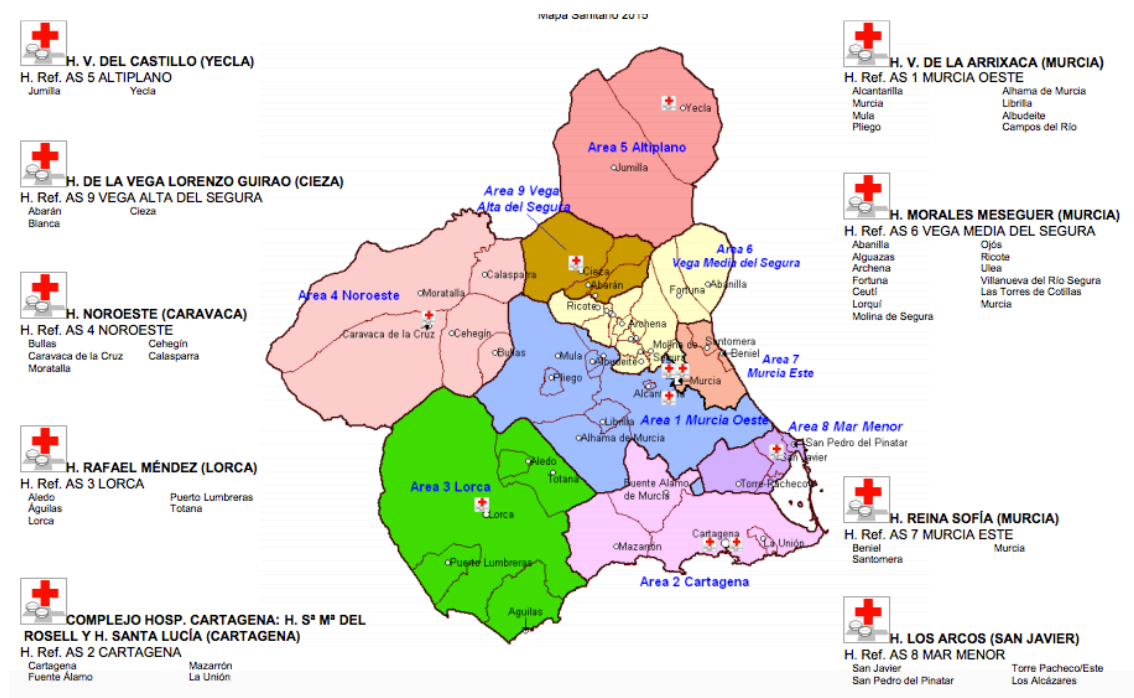 Mapa Sanitario 2015
H. V. DEL CASTILLO (YECLA)
H. Ref. AS 5 ALTIPLANO
Jumilla Yecla
H. DE LA VEGA LORENZO GUIRAO (CIEZA)
H. Ref. AS 9 VEGA ALTA DEL SEGURA
Abarán Cieza
Blanca
H. NOROESTE (CARAVACA)
H. Ref. AS 4 NOROESTE
Bullas Cehegín
Caravaca de la Cruz Calasparra
Moratalla
H. RAFAEL MÉNDEZ (LORCA)
H. Ref. AS 3 LORCA
Aledo Puerto Lumbreras
Águilas Totana
Lorca
COMPLEJO HOSP. CARTAGENA: H. Sª Mª DEL
ROSELL Y H. SANTA LUCÍA (CARTAGENA)
H. Ref. AS 2 CARTAGENA
Cartagena Mazarrón
Fuente Álamo La Unión
Yecla
Area 5 Altiplano
Jumilla
Area 9 Vega
Alta del Segura
Area 6
Vega Media del Segura
Cieza
Calasparra
Abarán
Abanilla
Fortuna
Area 4 Noroeste
Moratalla
Ricote
Archena
Caravaca de la Cruz
Cehegín
Santomera
Molina de
Segura
Beniel
Bullas
Mula
Albudeite
Area 7
Murcia Este
Pliego
Murcia
Area 1 Murcia Oeste
Librilla
Alhama de Murcia
Area 8 Mar Menor
San Pedro del Pinatar
San Javier
Aledo
Totana
Area 3 Lorca
Fuente Alamo
de Murcia
Torre-Pacheco
Lorca
Cartagena
La Unión
Mazarrón
Puerto Lumbreras
Area 2 Cartagena
Aguilas
H. V. DE LA ARRIXACA (MURCIA)
H. Ref. AS 1 MURCIA OESTE
Alcantarilla Alhama de Murcia
Murcia Librilla
Mula Albudeite
Pliego Campos del Río
H. MORALES MESEGUER (MURCIA)
H. Ref. AS 6 VEGA MEDIA DEL SEGURA
Abanilla Ojós
Alguazas Ricote
Archena Ulea
Fortuna Villanueva del Río Segura
Ceutí Las Torres de Cotillas
Lorquí Murcia
Molina de Segura
H. REINA SOFÍA (MURCIA)
H. Ref. AS 7 MURCIA ESTE
Beniel Murcia
Santomera
H. LOS ARCOS (SAN JAVIER)
H. Ref. AS 8 MAR MENOR
San Javier Torre Pacheco/Este
San Pedro del Pinatar Los Alcázares